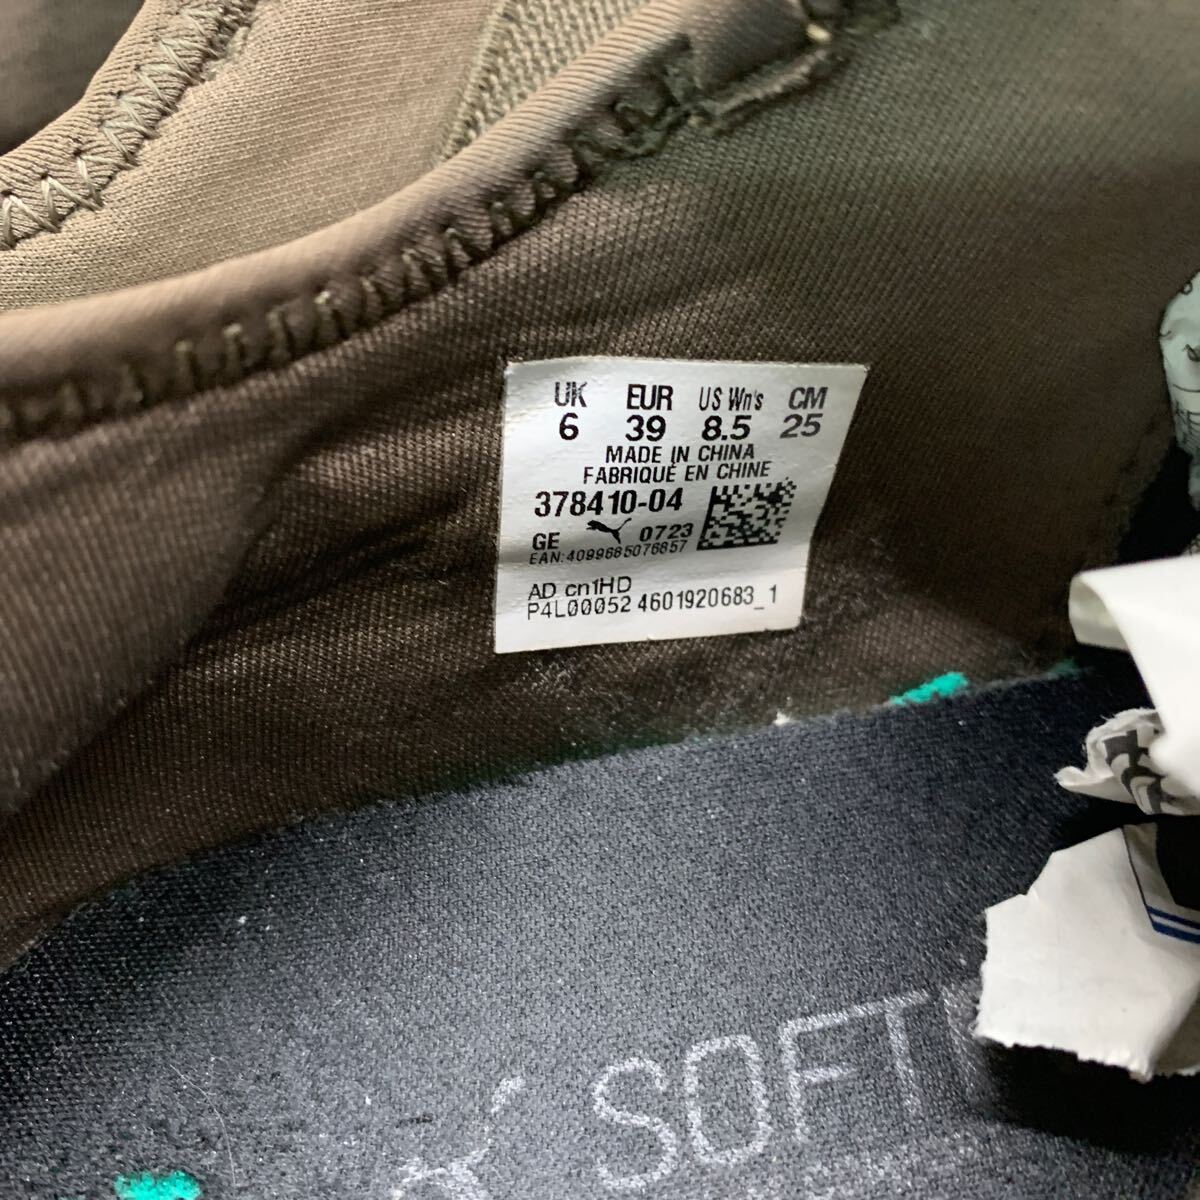 UK EUR US Wn's CM
6 39 8.5 25
MADE IN CHINA
FABRIQUÉ EN CHINE
378410-04
GE 0723
EAN:4099685076857
AD cn1HD
P4L00052 4601920683_1
SOFT